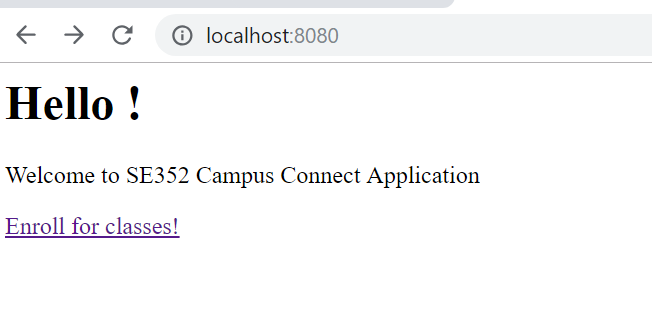 localhost:8080
Hello !
Welcome to SE352 Campus Connect Application
Enroll for classes!